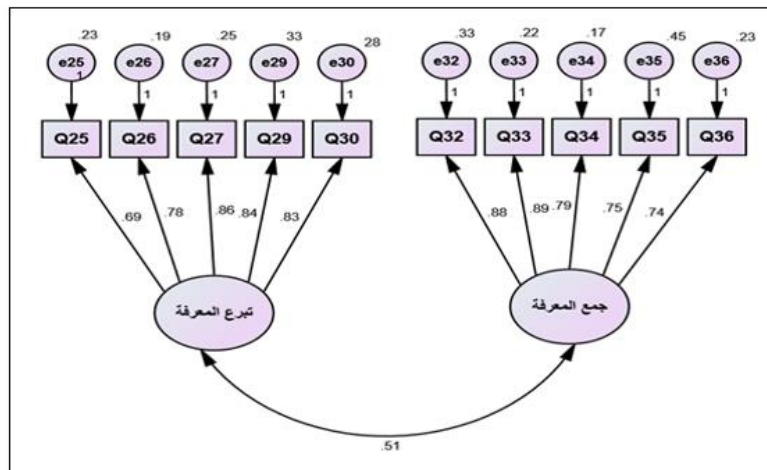 .23 .19 .25 33 28 .33 .22 .17 .45 .23
e25 e26 e27 e29 e30 e32 e33 e34 e35 e36
1 1 1 1 1 1 1 1 1 1
Q25 Q26 Q27 Q29 Q30 Q32 Q33 Q34 Q35 Q36
.69 .78 .86 .84 .83 .88 .89 .79 .75 .74
تبرع المعرفة
جمع المعرفة
.51